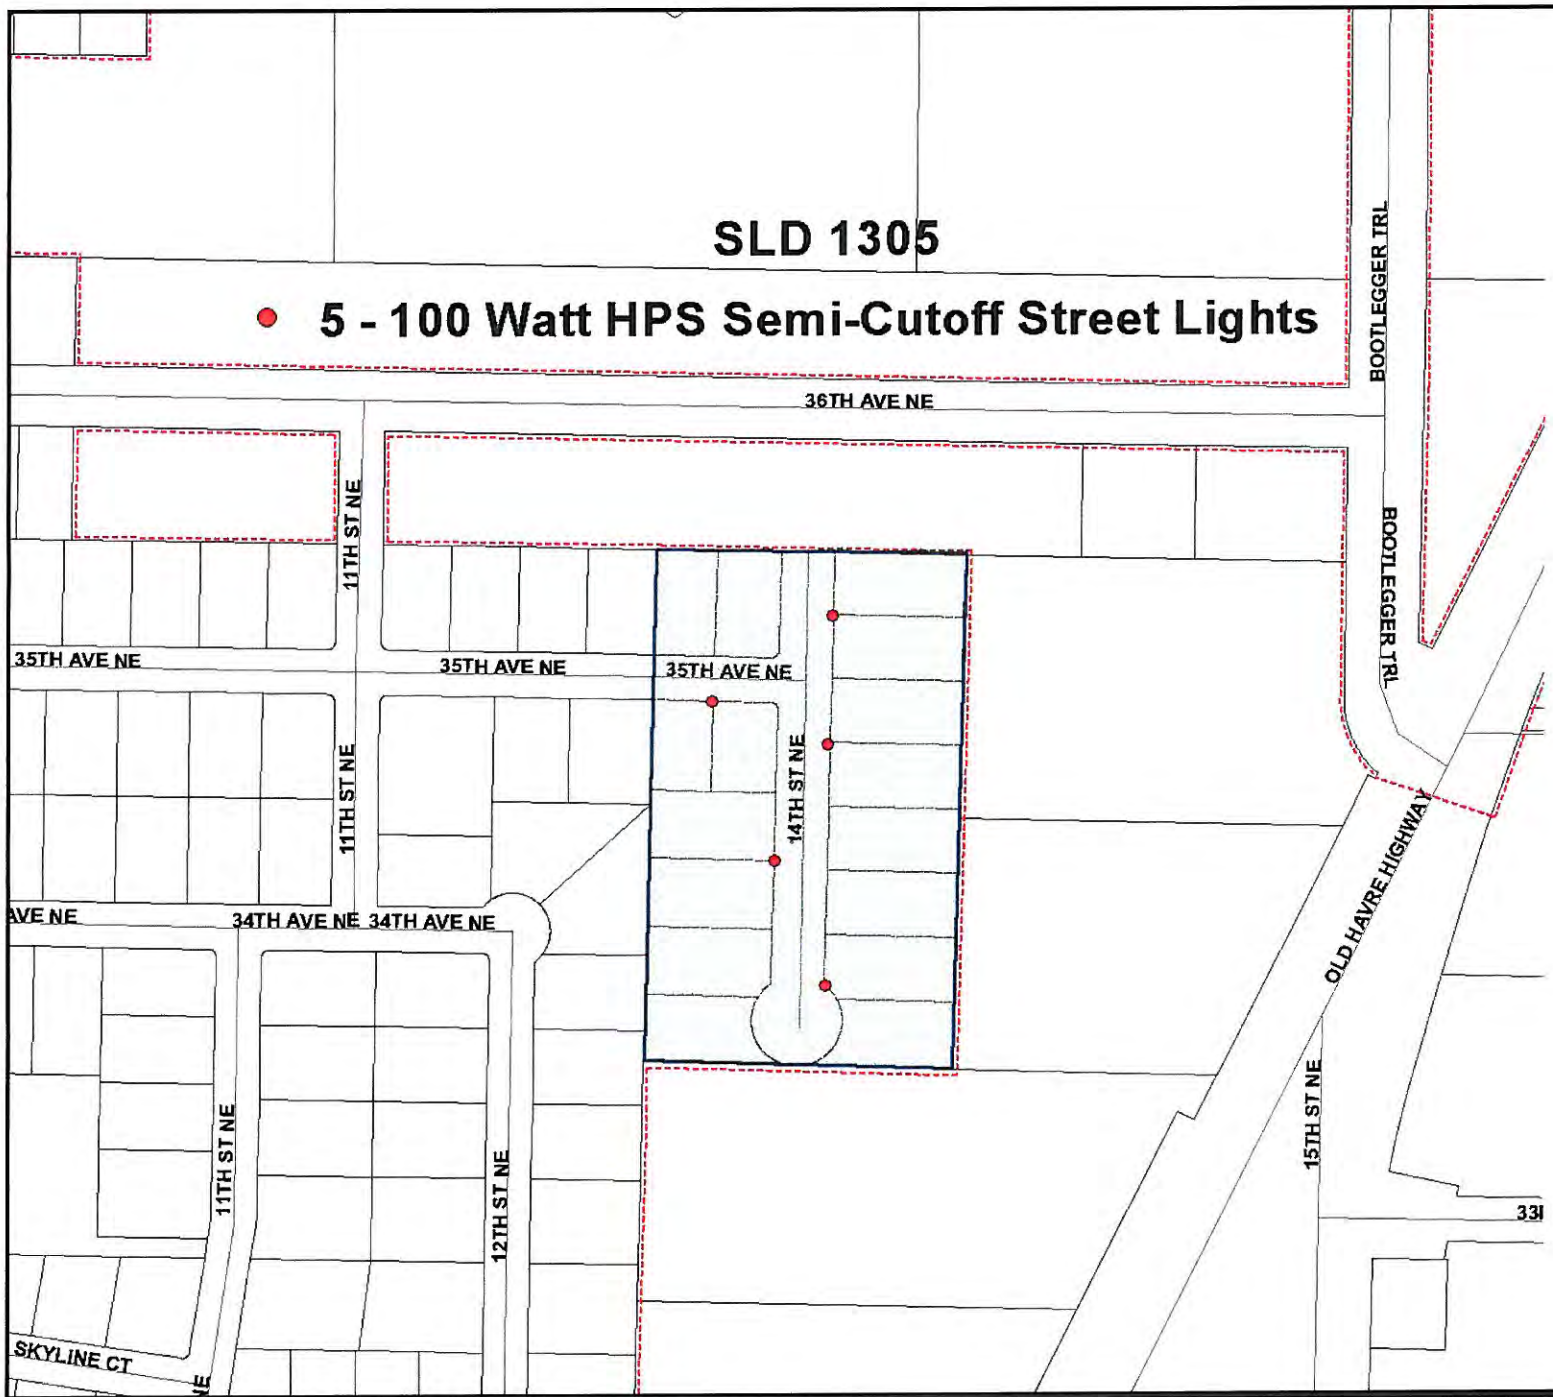 SLD 1305
5 - 100 Watt HPS Semi-Cutoff Street Lights
BOOTLEGGER TRL
36TH AVE NE
11TH ST NE
BOOTLEGGER TRL
35TH AVE NE
35TH AVE NE
35TH AVE NE
11TH ST NE
14TH ST NE
OLD HAVRE HIGHWAY
AVE NE
34TH AVE NE
34TH AVE NE
11TH ST NE
12TH ST NE
15TH ST NE
SKYLINE CT
NE